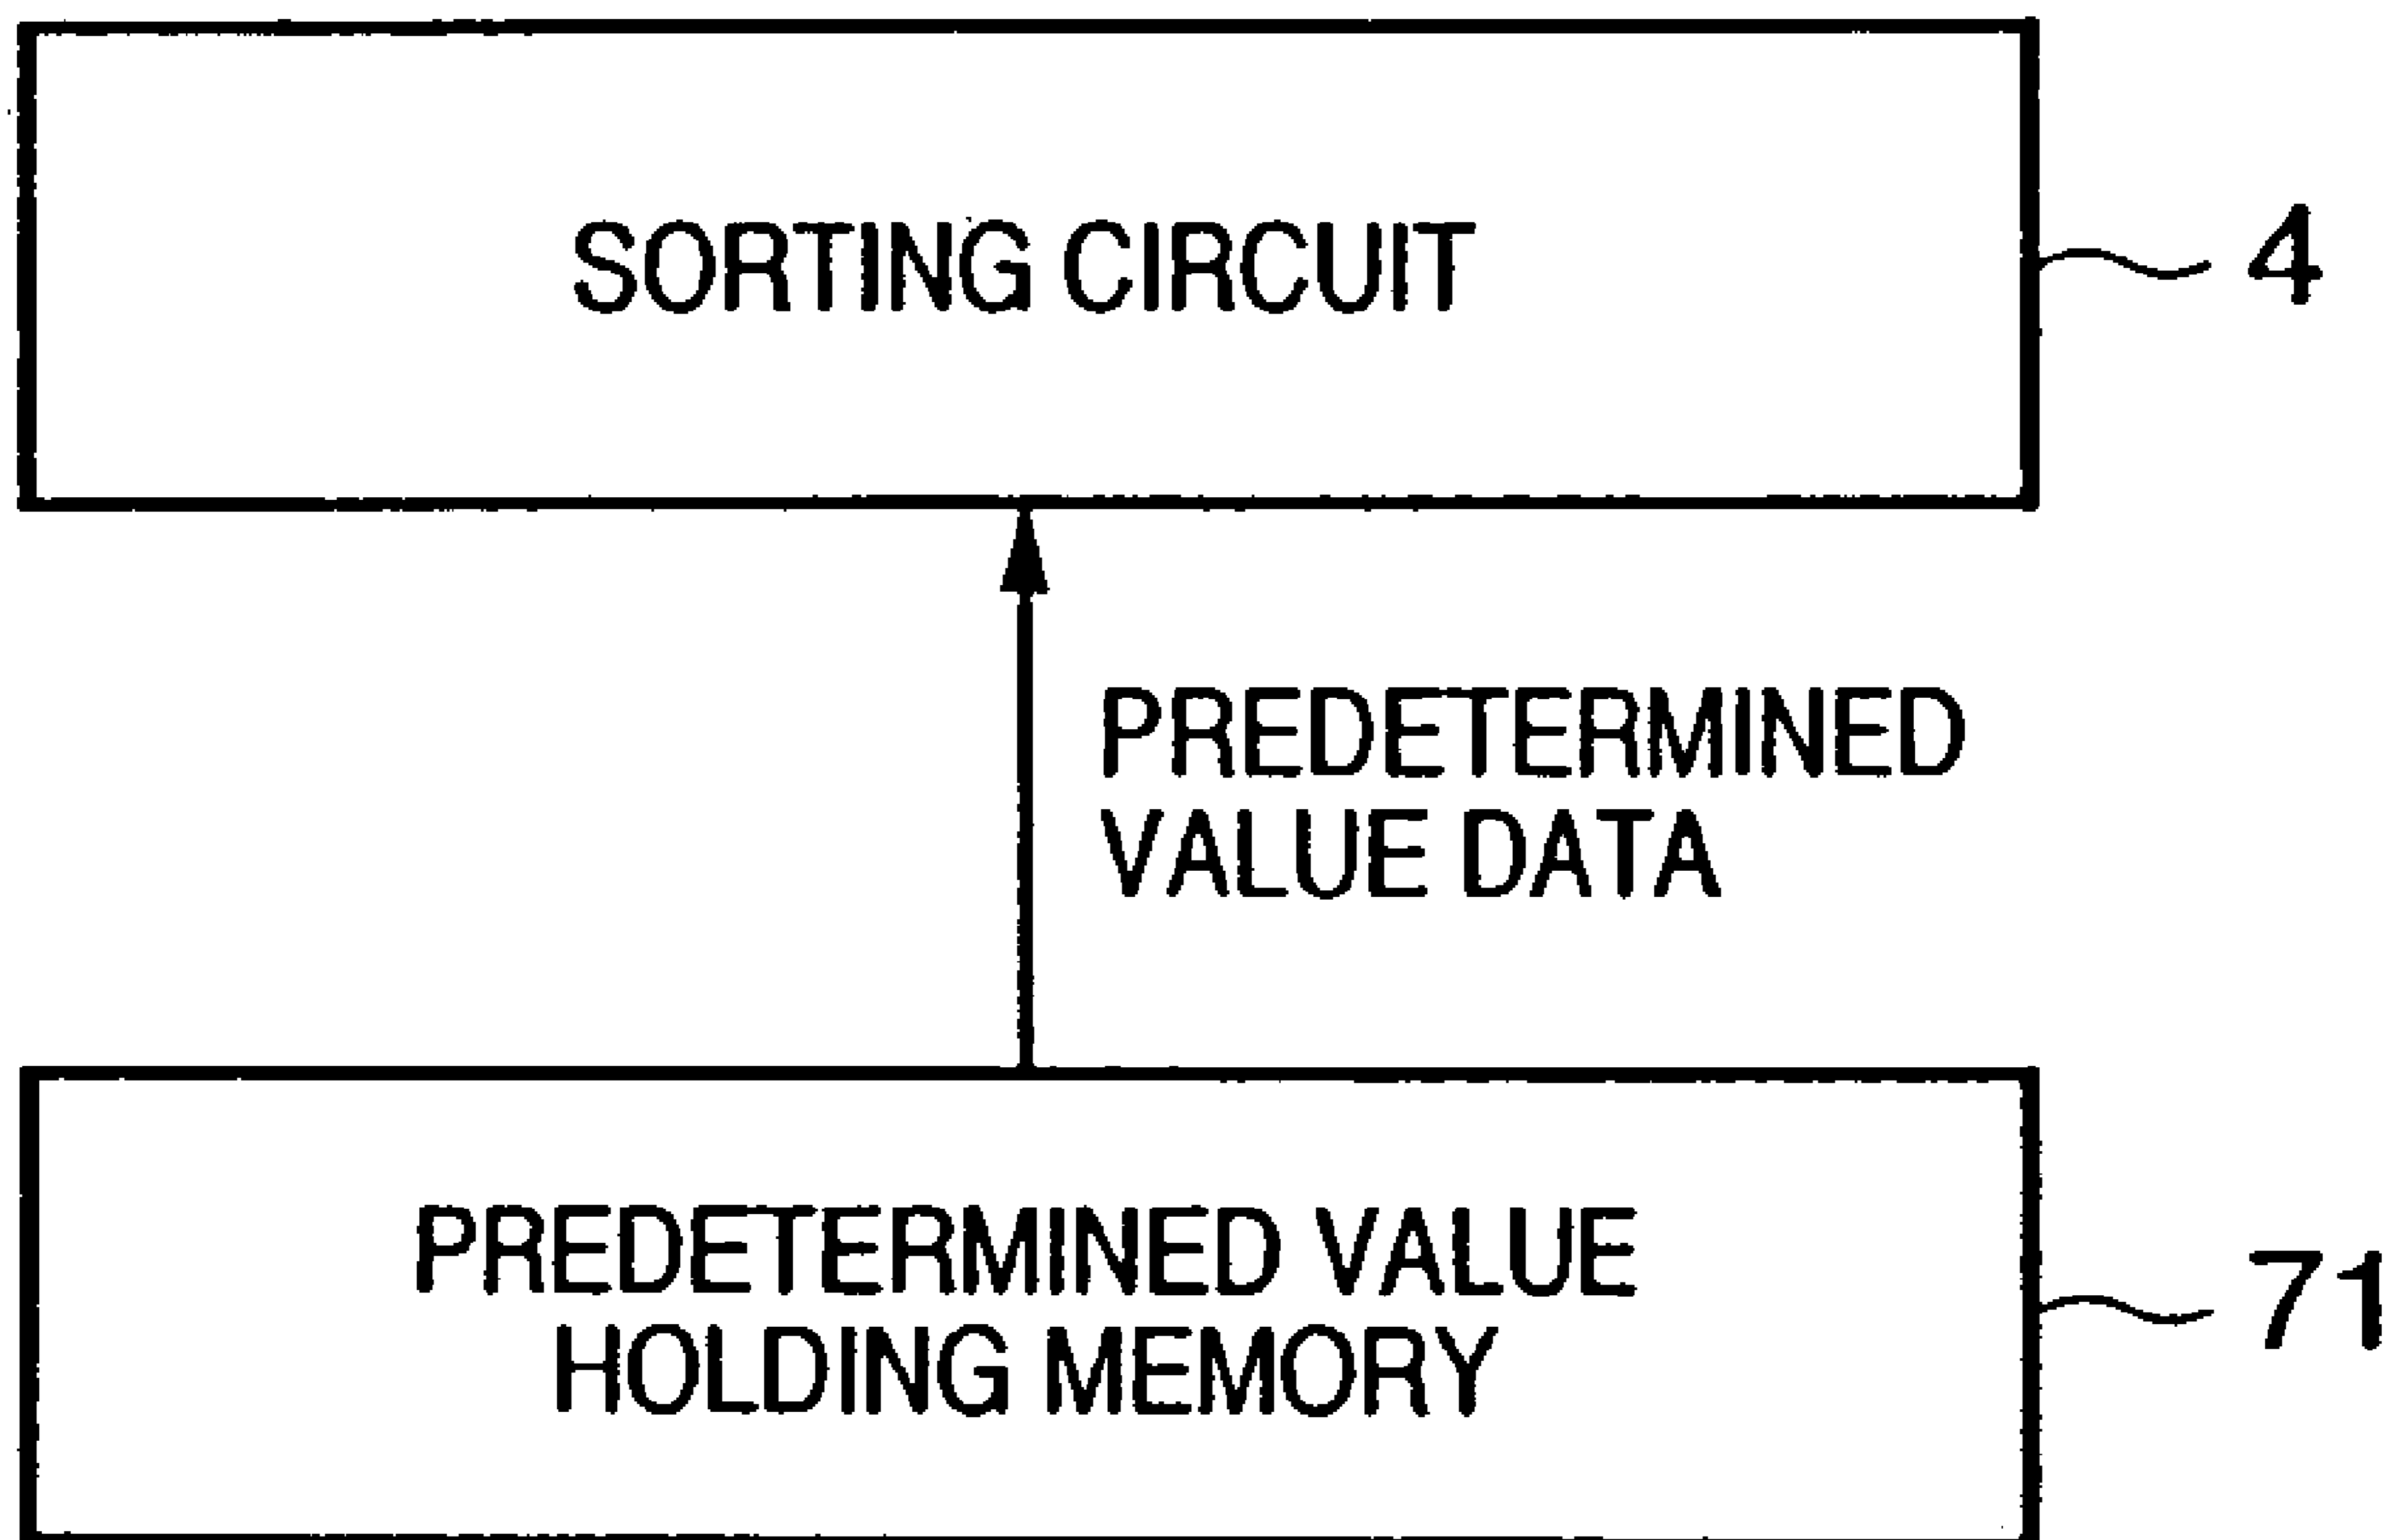 SORTING CIRCUIT
4
PREDETERMINED
VALUE DATA
PREDETERMINED VALUE
HOLDING MEMORY
71